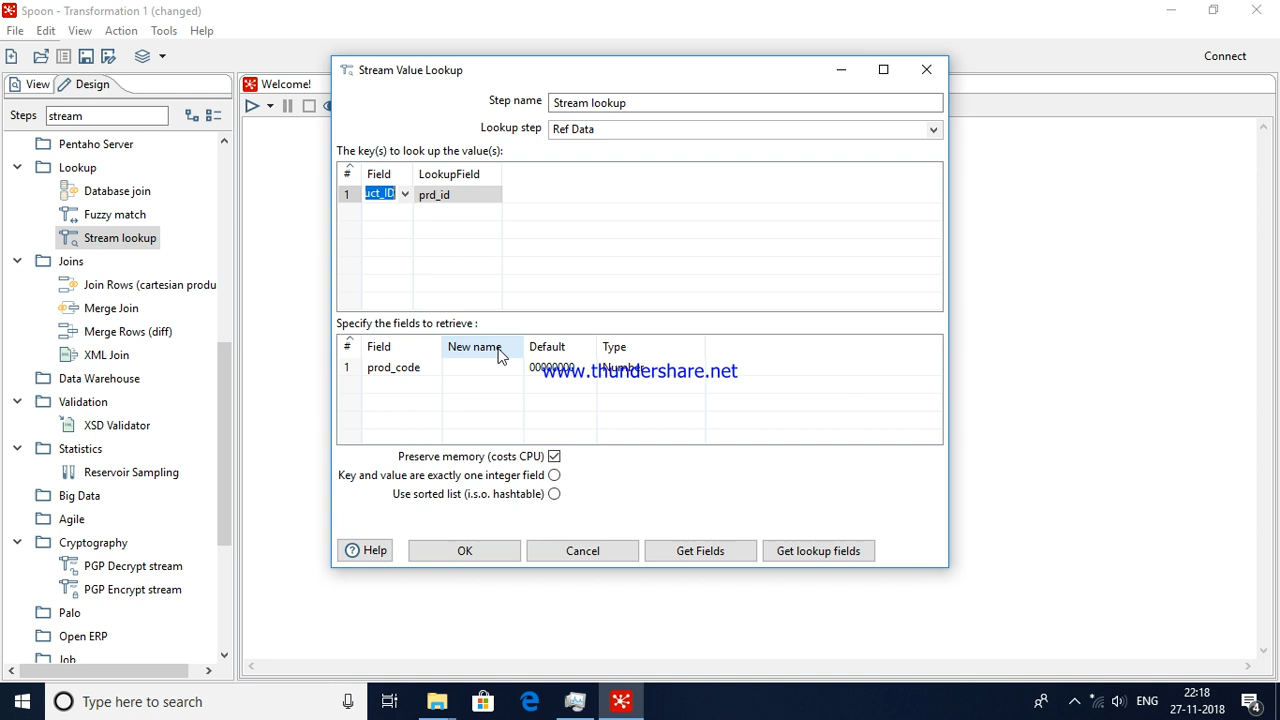 Spoon - Transformation 1 (changed)
File Edit View Action Tools Help
Connect
View Design
Welcome!
Steps stream
Pentaho Server
Lookup
Database join
Fuzzy match
Stream lookup
Joins
Join Rows (cartesian produ
Merge Join
Merge Rows (diff)
XML Join
Data Warehouse
Validation
XSD Validator
Statistics
Reservoir Sampling
Big Data
Agile
Cryptography
PGP Decrypt stream
PGP Encrypt stream
Palo
Open ERP
Job
Stream Value Lookup
Step name Stream lookup
Lookup step Ref Data
The key(s) to look up the value(s):
# Field LookupField
1 uct_ID prd_id
Specify the fields to retrieve :
# Field New name Default Type
1 prod_code 00000000 Number
www.thundershare.net
Preserve memory (costs CPU)
Key and value are exactly one integer field
Use sorted list (i.s.o. hashtable)
Help OK Cancel Get Fields Get lookup fields
Type here to search
ENG
22:18
27-11-2018
4